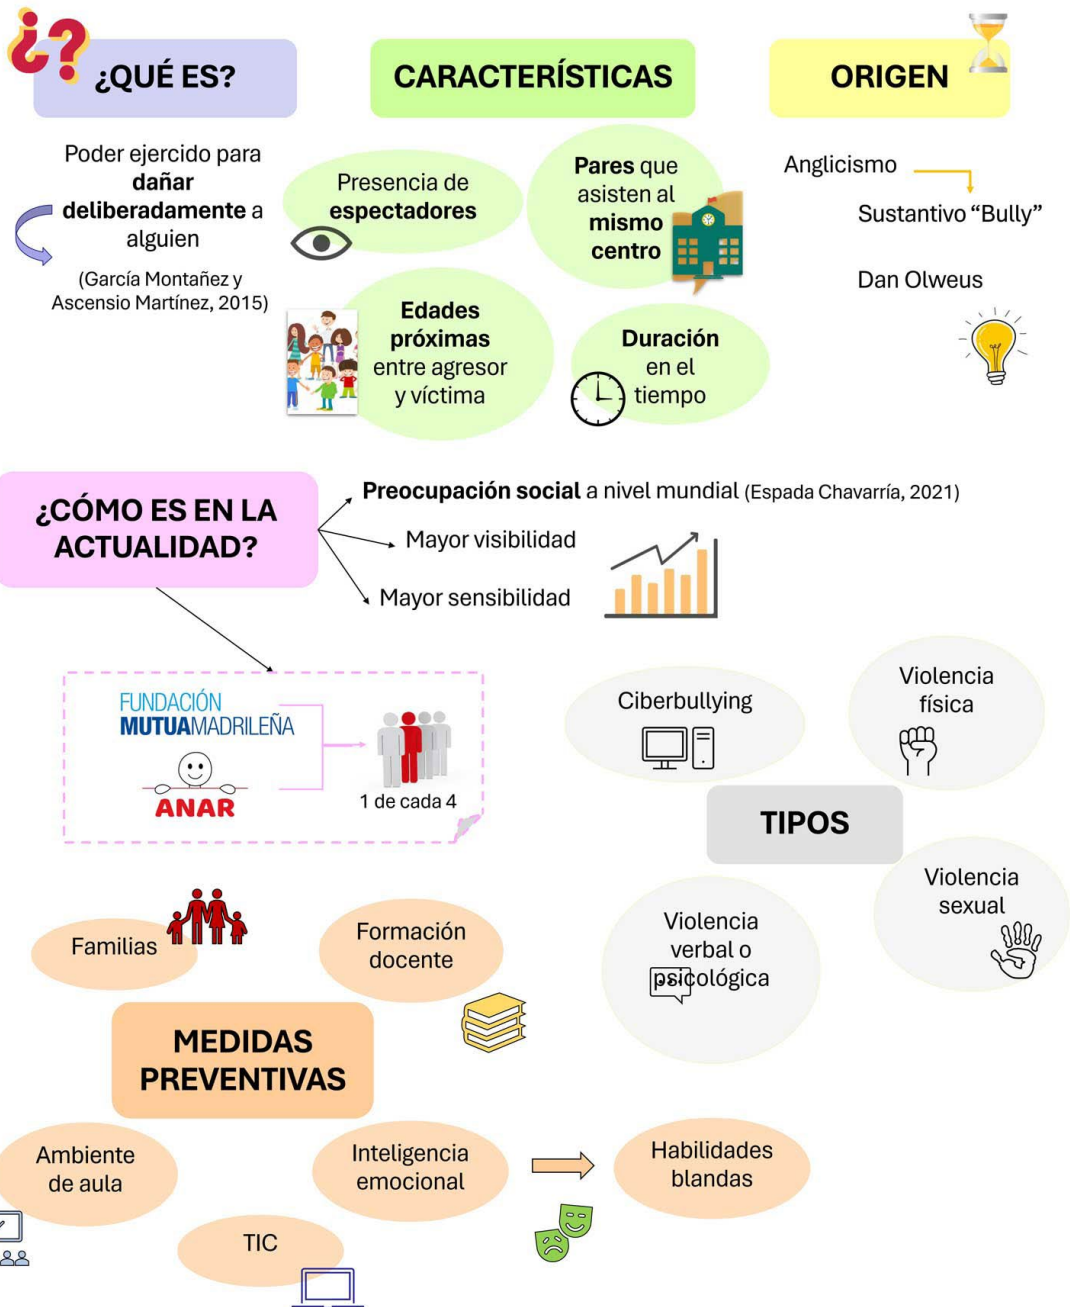 ¿?
¿QUÉ ES?
Poder ejercido para
dañar
deliberadamente a
alguien
(García Montañez y
Ascensio Martínez, 2015)
CARACTERÍSTICAS
Presencia de
espectadores
Pares que
asisten al
mismo
centro
Edades
próximas
entre agresor
y víctima
Duración
en el
tiempo
ORIGEN
Anglicismo
Sustantivo “Bully”
Dan Olweus
¿CÓMO ES EN LA
ACTUALIDAD?
Preocupación social a nivel mundial (Espada Chavarría, 2021)
Mayor visibilidad
Mayor sensibilidad
FUNDACIÓN
MUTUAMADRILEÑA
ANAR
1 de cada 4
Ciberbullying
Violencia
física
TIPOS
Violencia
verbal o
psicológica
Violencia
sexual
Familias
Formación
docente
MEDIDAS
PREVENTIVAS
Ambiente
de aula
Inteligencia
emocional
Habilidades
blandas
TIC